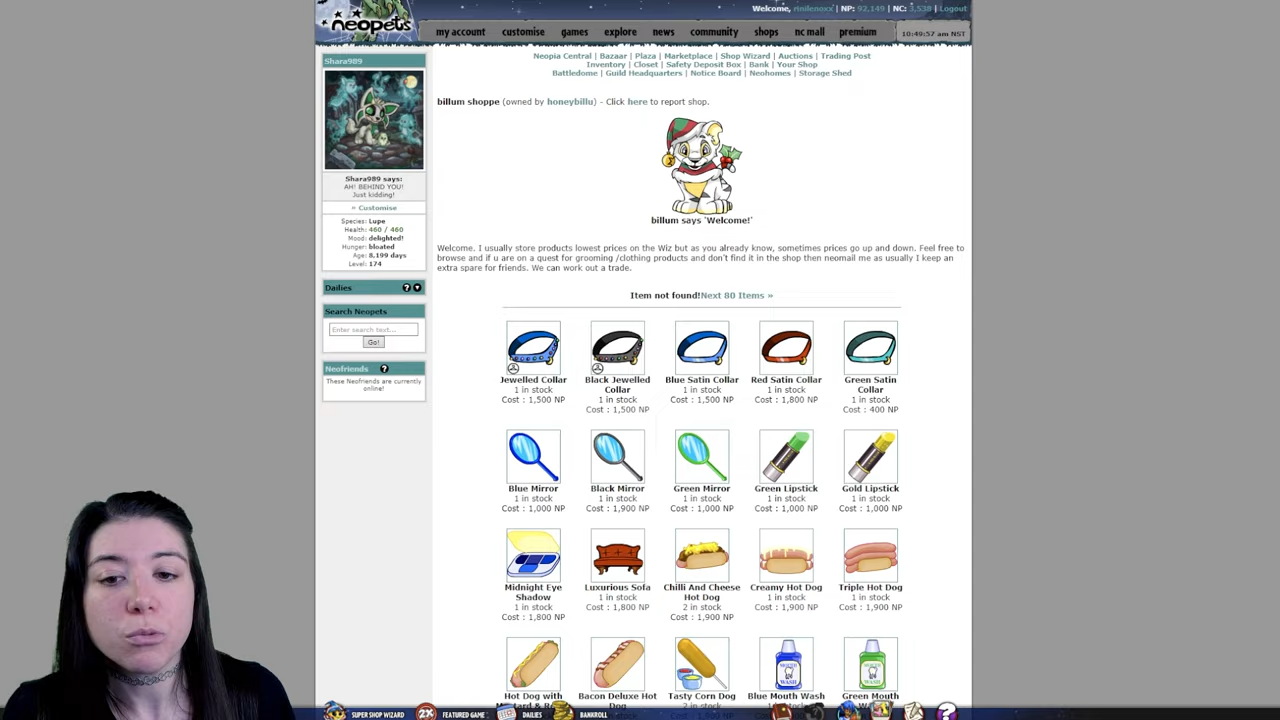 Welcome, rinilenoxx | NP: 92,149 | NC: 3,538 | Logout
neopets
my account customise games explore news community shops nc mall premium 10:49:57 am NST
Neopia Central | Bazaar | Plaza | Marketplace | Shop Wizard | Auctions | Trading Post
Inventory | Closet | Safety Deposit Box | Bank | Your Shop
Battledome | Guild Headquarters | Notice Board | Neohomes | Storage Shed
Shara989
Shara989 says:
AH! BEHIND YOU!
Just kidding!
» Customise
Species: Lupe
Health: 460 / 460
Mood: delighted!
Hunger: bloated
Age: 8,199 days
Level: 174
Dailies
Search Neopets
Enter search text...
Go!
Neofriends
These Neofriends are currently
online!
billum shoppe (owned by honeybillu) - Click here to report shop.
billum says 'Welcome!'
Welcome. I usually store products lowest prices on the Wiz but as you already know, sometimes prices go up and down. Feel free to
browse and if u are on a quest for grooming /clothing products and don't find it in the shop then neomail me as usually I keep an
extra spare for friends. We can work out a trade.
Item not found!Next 80 Items »
Jewelled Collar
1 in stock
Cost : 1,500 NP
Black Jewelled
Collar
1 in stock
Cost : 1,500 NP
Blue Satin Collar
1 in stock
Cost : 1,500 NP
Red Satin Collar
1 in stock
Cost : 1,800 NP
Green Satin
Collar
1 in stock
Cost : 400 NP
Blue Mirror
1 in stock
Cost : 1,000 NP
Black Mirror
1 in stock
Cost : 1,900 NP
Green Mirror
1 in stock
Cost : 1,000 NP
Green Lipstick
1 in stock
Cost : 1,000 NP
Gold Lipstick
1 in stock
Cost : 1,000 NP
Midnight Eye
Shadow
1 in stock
Cost : 1,800 NP
Luxurious Sofa
1 in stock
Cost : 1,800 NP
Chilli And Cheese
Hot Dog
2 in stock
Cost : 1,900 NP
Creamy Hot Dog
1 in stock
Cost : 1,900 NP
Triple Hot Dog
1 in stock
Cost : 1,900 NP
Hot Dog with
Bacon Deluxe Hot
Dog
Tasty Corn Dog
Blue Mouth Wash
Green Mouth
MOUTH
WASH
MOUTH
WASH
SUPER SHOP WIZARD
2X FEATURED GAME
DAILIES
BANKROLL